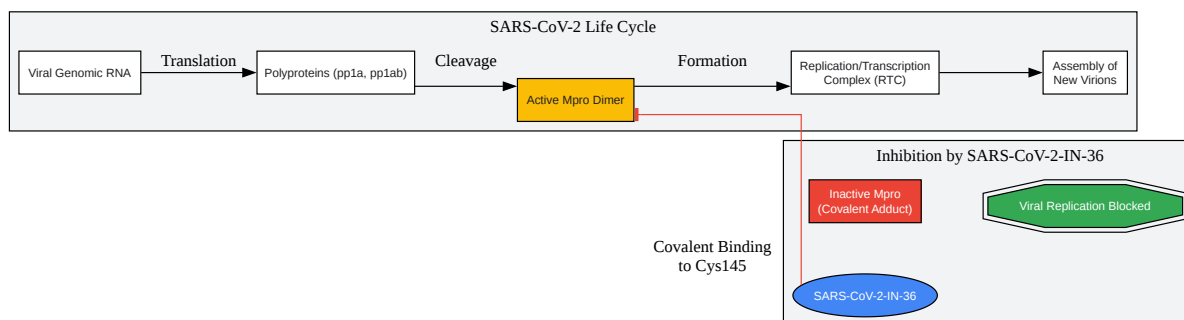 SARS-CoV-2 Life Cycle
Viral Genomic RNA
Translation
Polyproteins (pp1a, pp1ab)
Cleavage
Active Mpro Dimer
Formation
Replication/Transcription
Complex (RTC)
Assembly of
New Virions
Inhibition by SARS-CoV-2-IN-36
Inactive Mpro
(Covalent Adduct)
Viral Replication Blocked
Covalent Binding
to Cys145
SARS-CoV-2-IN-36